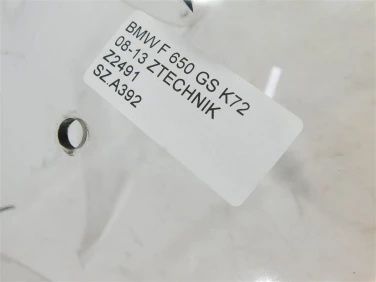 BMW F 650 GS K72
08-13 ZTECHNIK
Z2491
SZ.A392